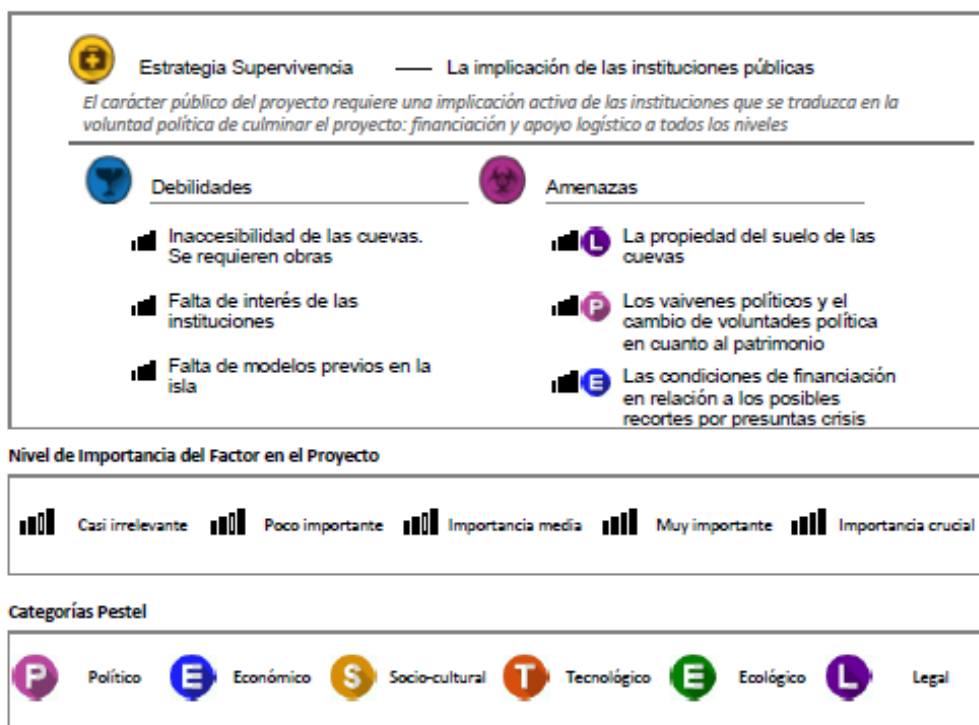 Estrategia Supervivencia — La implicación de las instituciones públicas
El carácter público del proyecto requiere una implicación activa de las instituciones que se traduzca en la
voluntad política de culminar el proyecto: financiación y apoyo logístico a todos los niveles
Debilidades
Inaccesibilidad de las cuevas.
Se requieren obras
Falta de interés de las
instituciones
Falta de modelos previos en la
isla
Amenazas
L La propiedad del suelo de las
cuevas
P Los vaivenes políticos y el
cambio de voluntades política
en cuanto al patrimonio
E Las condiciones de financiación
en relación a los posibles
recortes por presuntas crisis
Nivel de Importancia del Factor en el Proyecto
Casi irrelevante Poco importante Importancia media Muy importante Importancia crucial
Categorías Pestel
P Político E Económico S Socio-cultural T Tecnológico E Ecológico L Legal